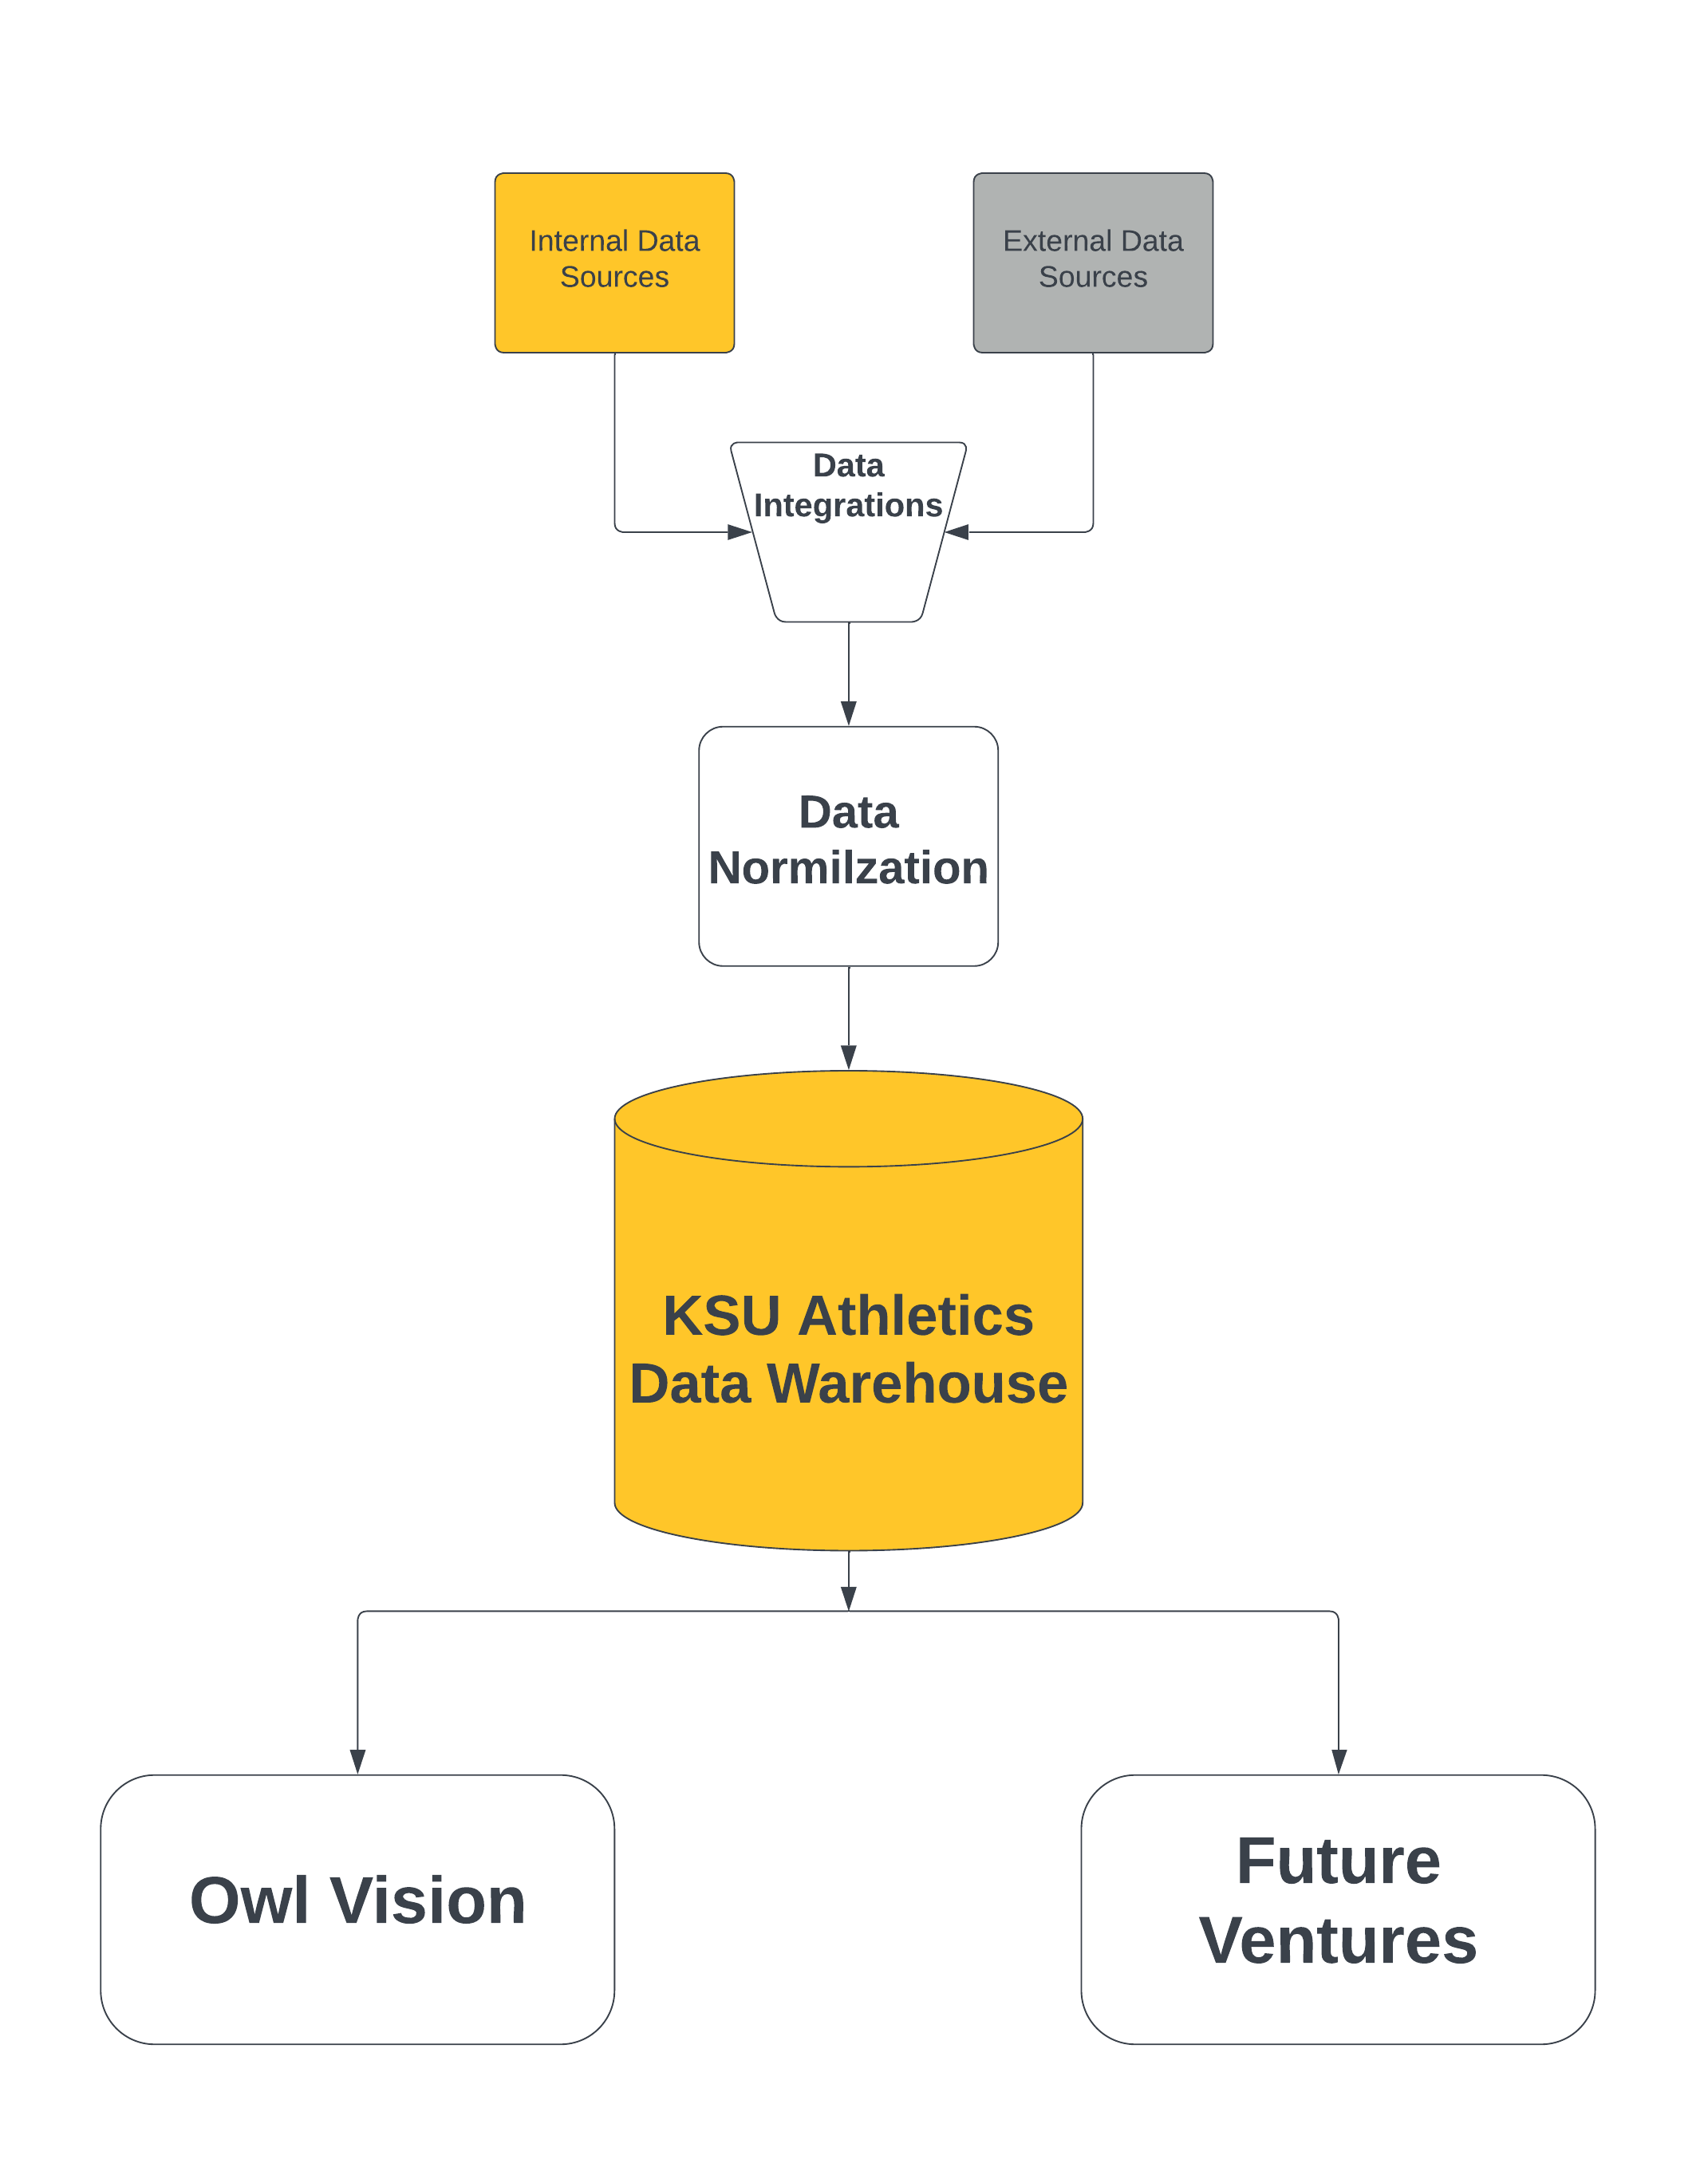 Internal Data
Sources
External Data
Sources
Data
Integrations
Data
Normilzation
KSU Athletics
Data Warehouse
Owl Vision
Future
Ventures